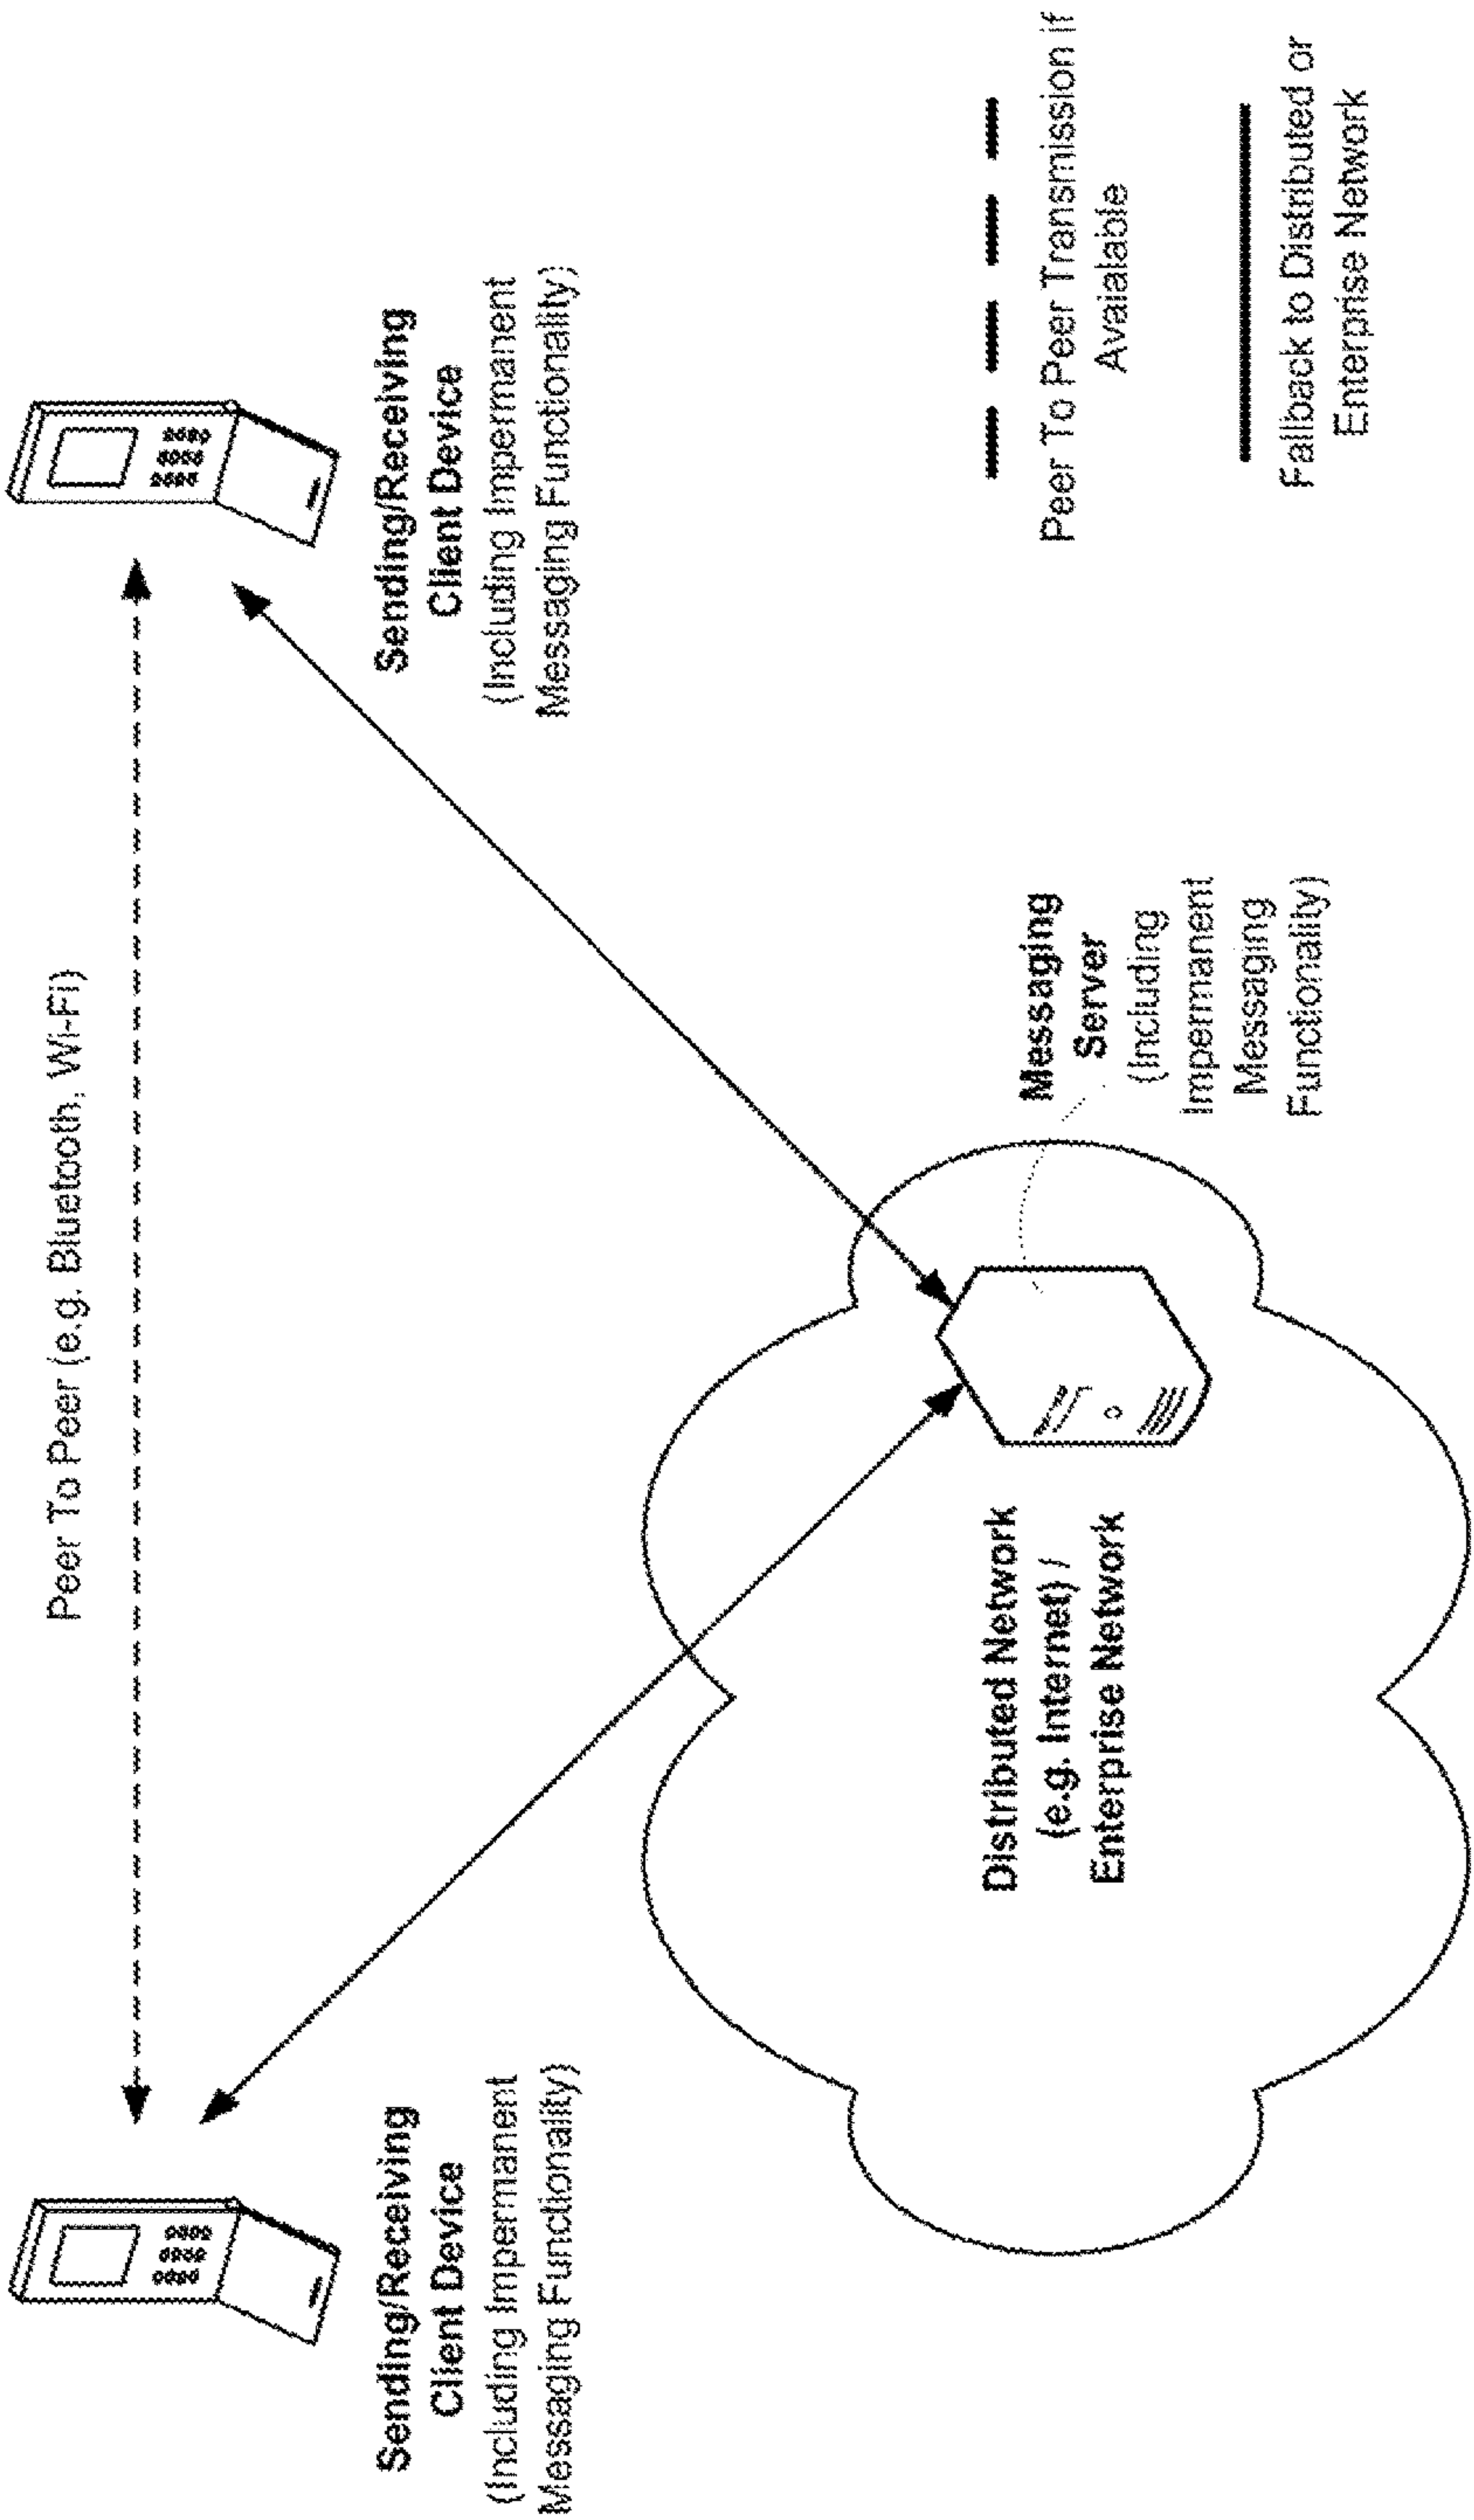 Peer To Peer (e.g. Bluetooth, Wi-Fi)
Sending/Receiving
Client Device
(Including Impermanent
Messaging Functionality)
Sending/Receiving
Client Device
(Including Impermanent
Messaging Functionality)
Distributed Network
(e.g. Internet) /
Enterprise Network
Messaging
Server
(Including
Impermanent
Messaging
Functionality)
Peer To Peer Transmission if
Avaialable
Fallback to Distributed or
Enterprise Network